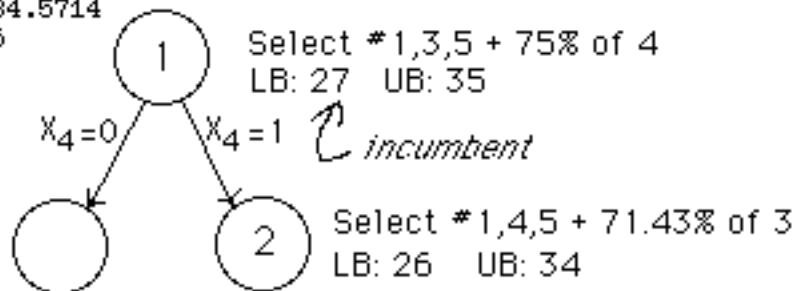 34.5714
1
Select #1,3,5 + 75% of 4
LB: 27 UB: 35
X4=0
X4=1
incumbent
2
Select #1,4,5 + 71.43% of 3
LB: 26 UB: 34